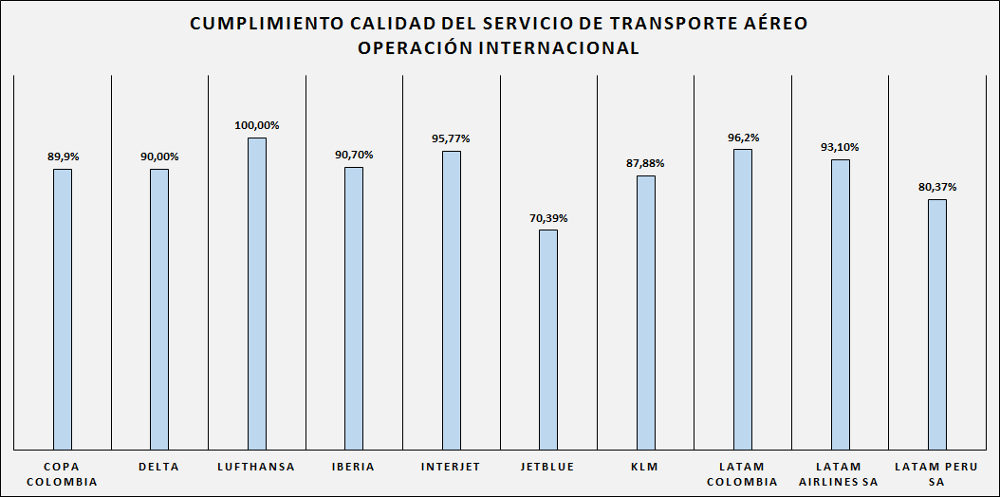 CUMPLIMIENTO CALIDAD DEL SERVICIO DE TRANSPORTE AÉREO
OPERACIÓN INTERNACIONAL
89,9%
90,00%
100,00%
90,70%
95,77%
70,39%
87,88%
96,2%
93,10%
80,37%
COPA
COLOMBIA
DELTA
LUFTHANSA
IBERIA
INTERJET
JETBLUE
KLM
LATAM
COLOMBIA
LATAM
AIRLINES SA
LATAM PERU
SA